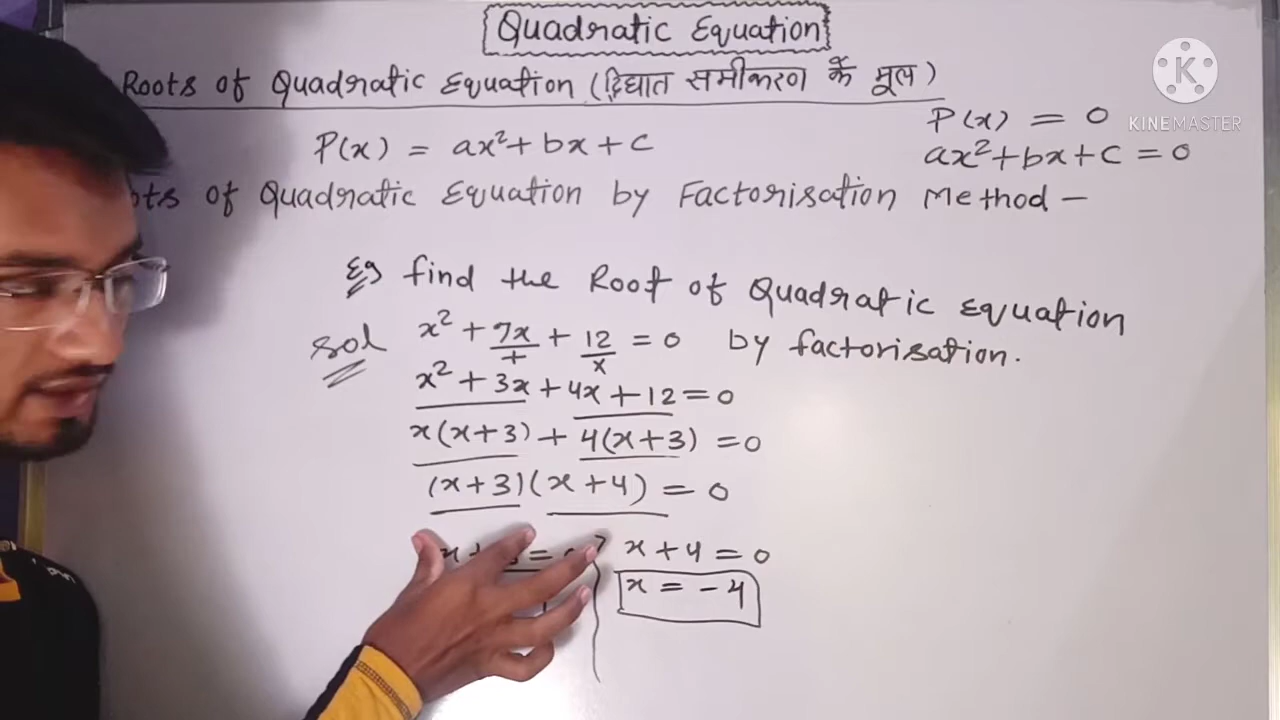 Quadratic Equation
Roots of Quadratic Equation (द्विघात समीकरण के मूल)
P(x) = 0
KINEMASTER
P(x) = ax²+ bx + c
ax²+bx+c = 0
of Quadratic Equation by Factorisation Method –
Eg find the Root of Quadratic Equation
Sol x² + 7x + 12 = 0 by factorisation.
+ x
x² + 3x + 4x + 12 = 0
x(x+3) + 4(x+3) = 0
(x+3)(x+4) = 0
x + 4 = 0
x = -4